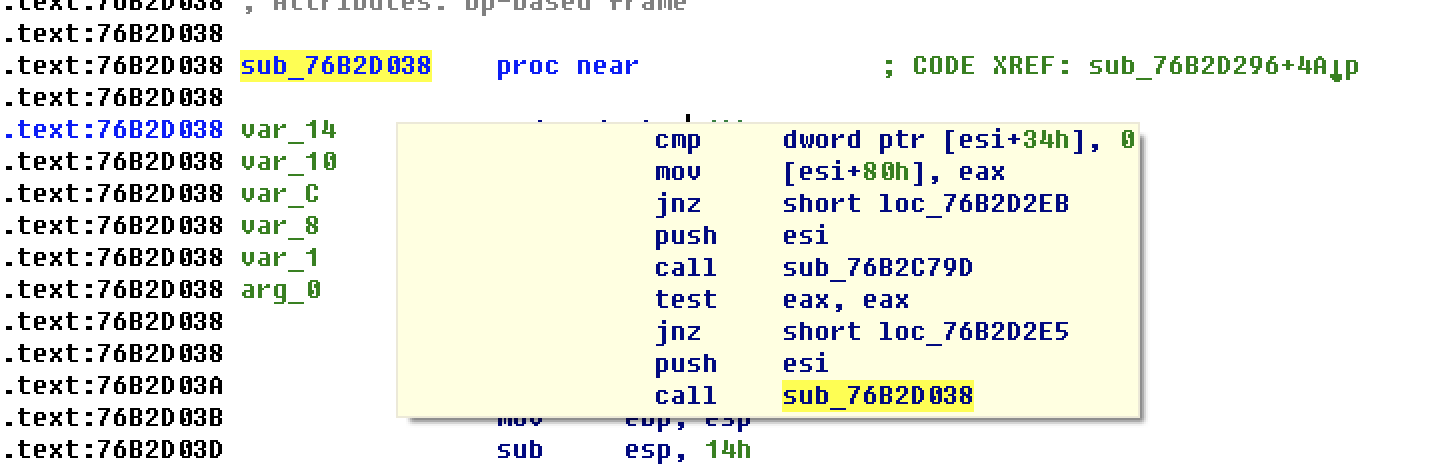 .text:76B2D038 ; Attributes: bp-based frame
.text:76B2D038
.text:76B2D038 sub_76B2D038 proc near ; CODE XREF: sub_76B2D296+4A↓p
.text:76B2D038
.text:76B2D038 var_14
.text:76B2D038 var_10
.text:76B2D038 var_C
.text:76B2D038 var_8
.text:76B2D038 var_1
.text:76B2D038 arg_0
.text:76B2D038
.text:76B2D038
.text:76B2D03A
.text:76B2D03B mov ebp, esp
.text:76B2D03D sub esp, 14h
cmp dword ptr [esi+34h], 0
mov [esi+80h], eax
jnz short loc_76B2D2EB
push esi
call sub_76B2C79D
test eax, eax
jnz short loc_76B2D2E5
push esi
call sub_76B2D038